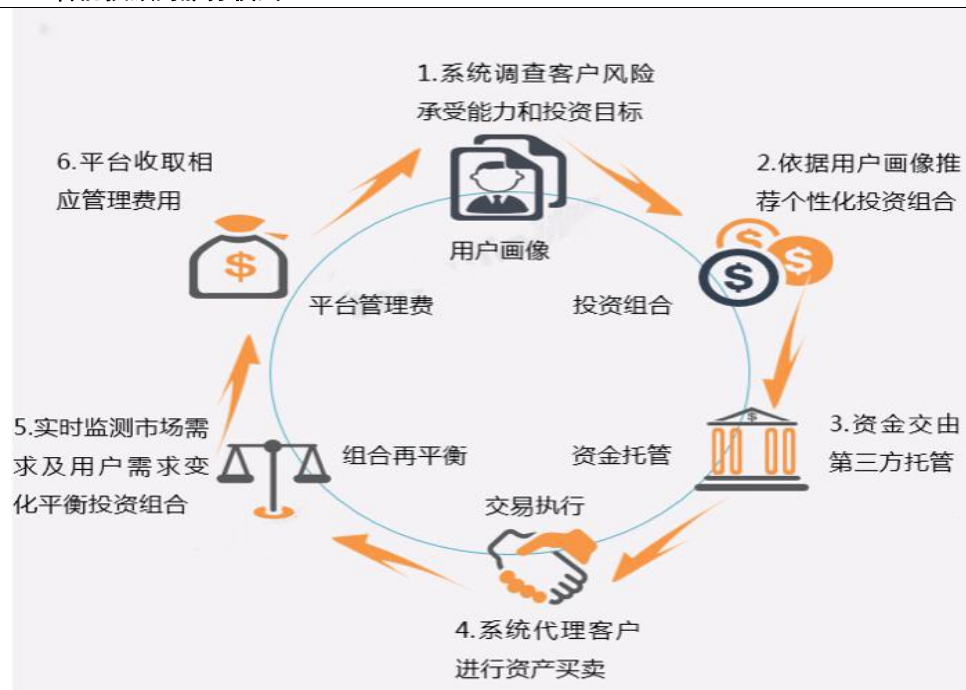 1.系统调查客户风险
承受能力和投资目标
用户画像
2.依据用户画像推
荐个性化投资组合
投资组合
3.资金交由
第三方托管
资金托管
交易执行
4.系统代理客户
进行资产买卖
5.实时监测市场需
求及用户需求变
化平衡投资组合
组合再平衡
6.平台收取相
应管理费用
平台管理费